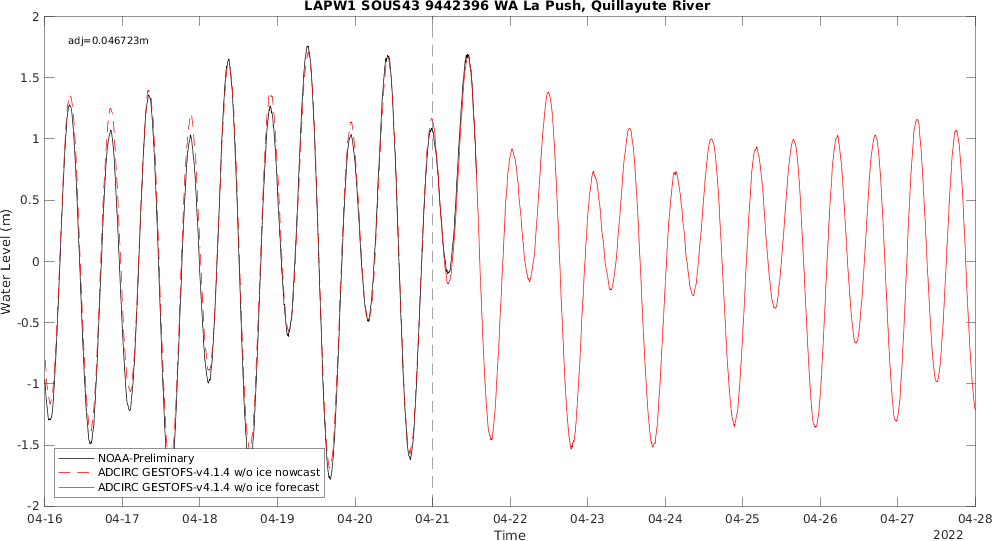 LAPW1 SOUS43 9442396 WA La Push, Quillayute River
adj=0.046723m
Water Level (m)
2
1.5
1
0.5
0
-0.5
-1
-1.5
-2
NOAA-Preliminary
ADCIRC GESTOFS-v4.1.4 w/o ice nowcast
ADCIRC GESTOFS-v4.1.4 w/o ice forecast
04-16 04-17 04-18 04-19 04-20 04-21 04-22 04-23 04-24 04-25 04-26 04-27 04-28
Time
2022